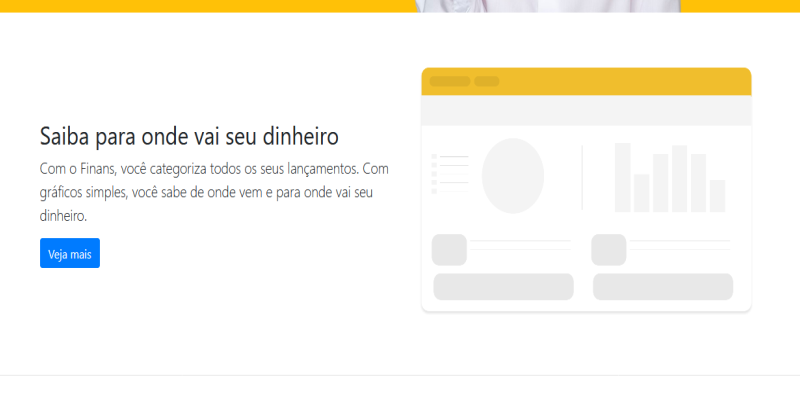 Saiba para onde vai seu dinheiro
Com o Finans, você categoriza todos os seus lançamentos. Com
gráficos simples, você sabe de onde vem e para onde vai seu
dinheiro.
Veja mais